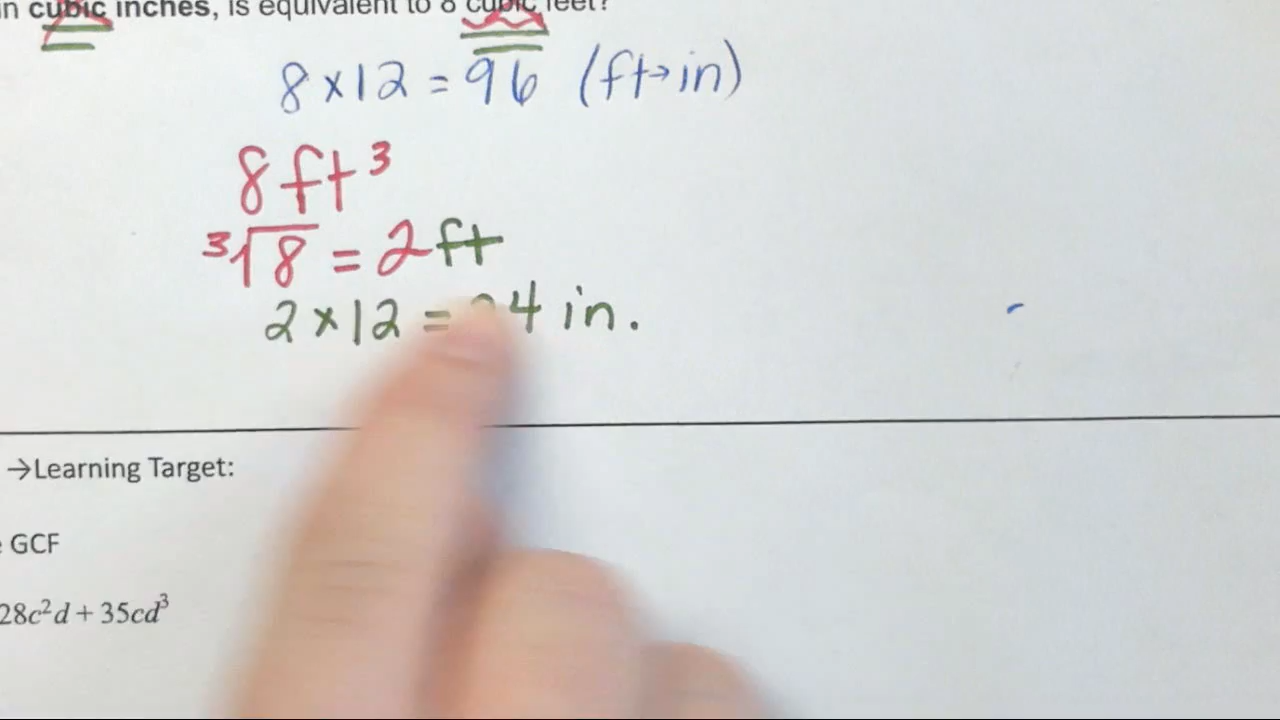 in cubic inches, is equivalent to 8 cubic feet?
8 x 12 = 96 (ft→in)
8 ft³
³√8 = 2 ft
2 x 12 = 4 in.
→Learning Target:
GCF
28c²d + 35cd³